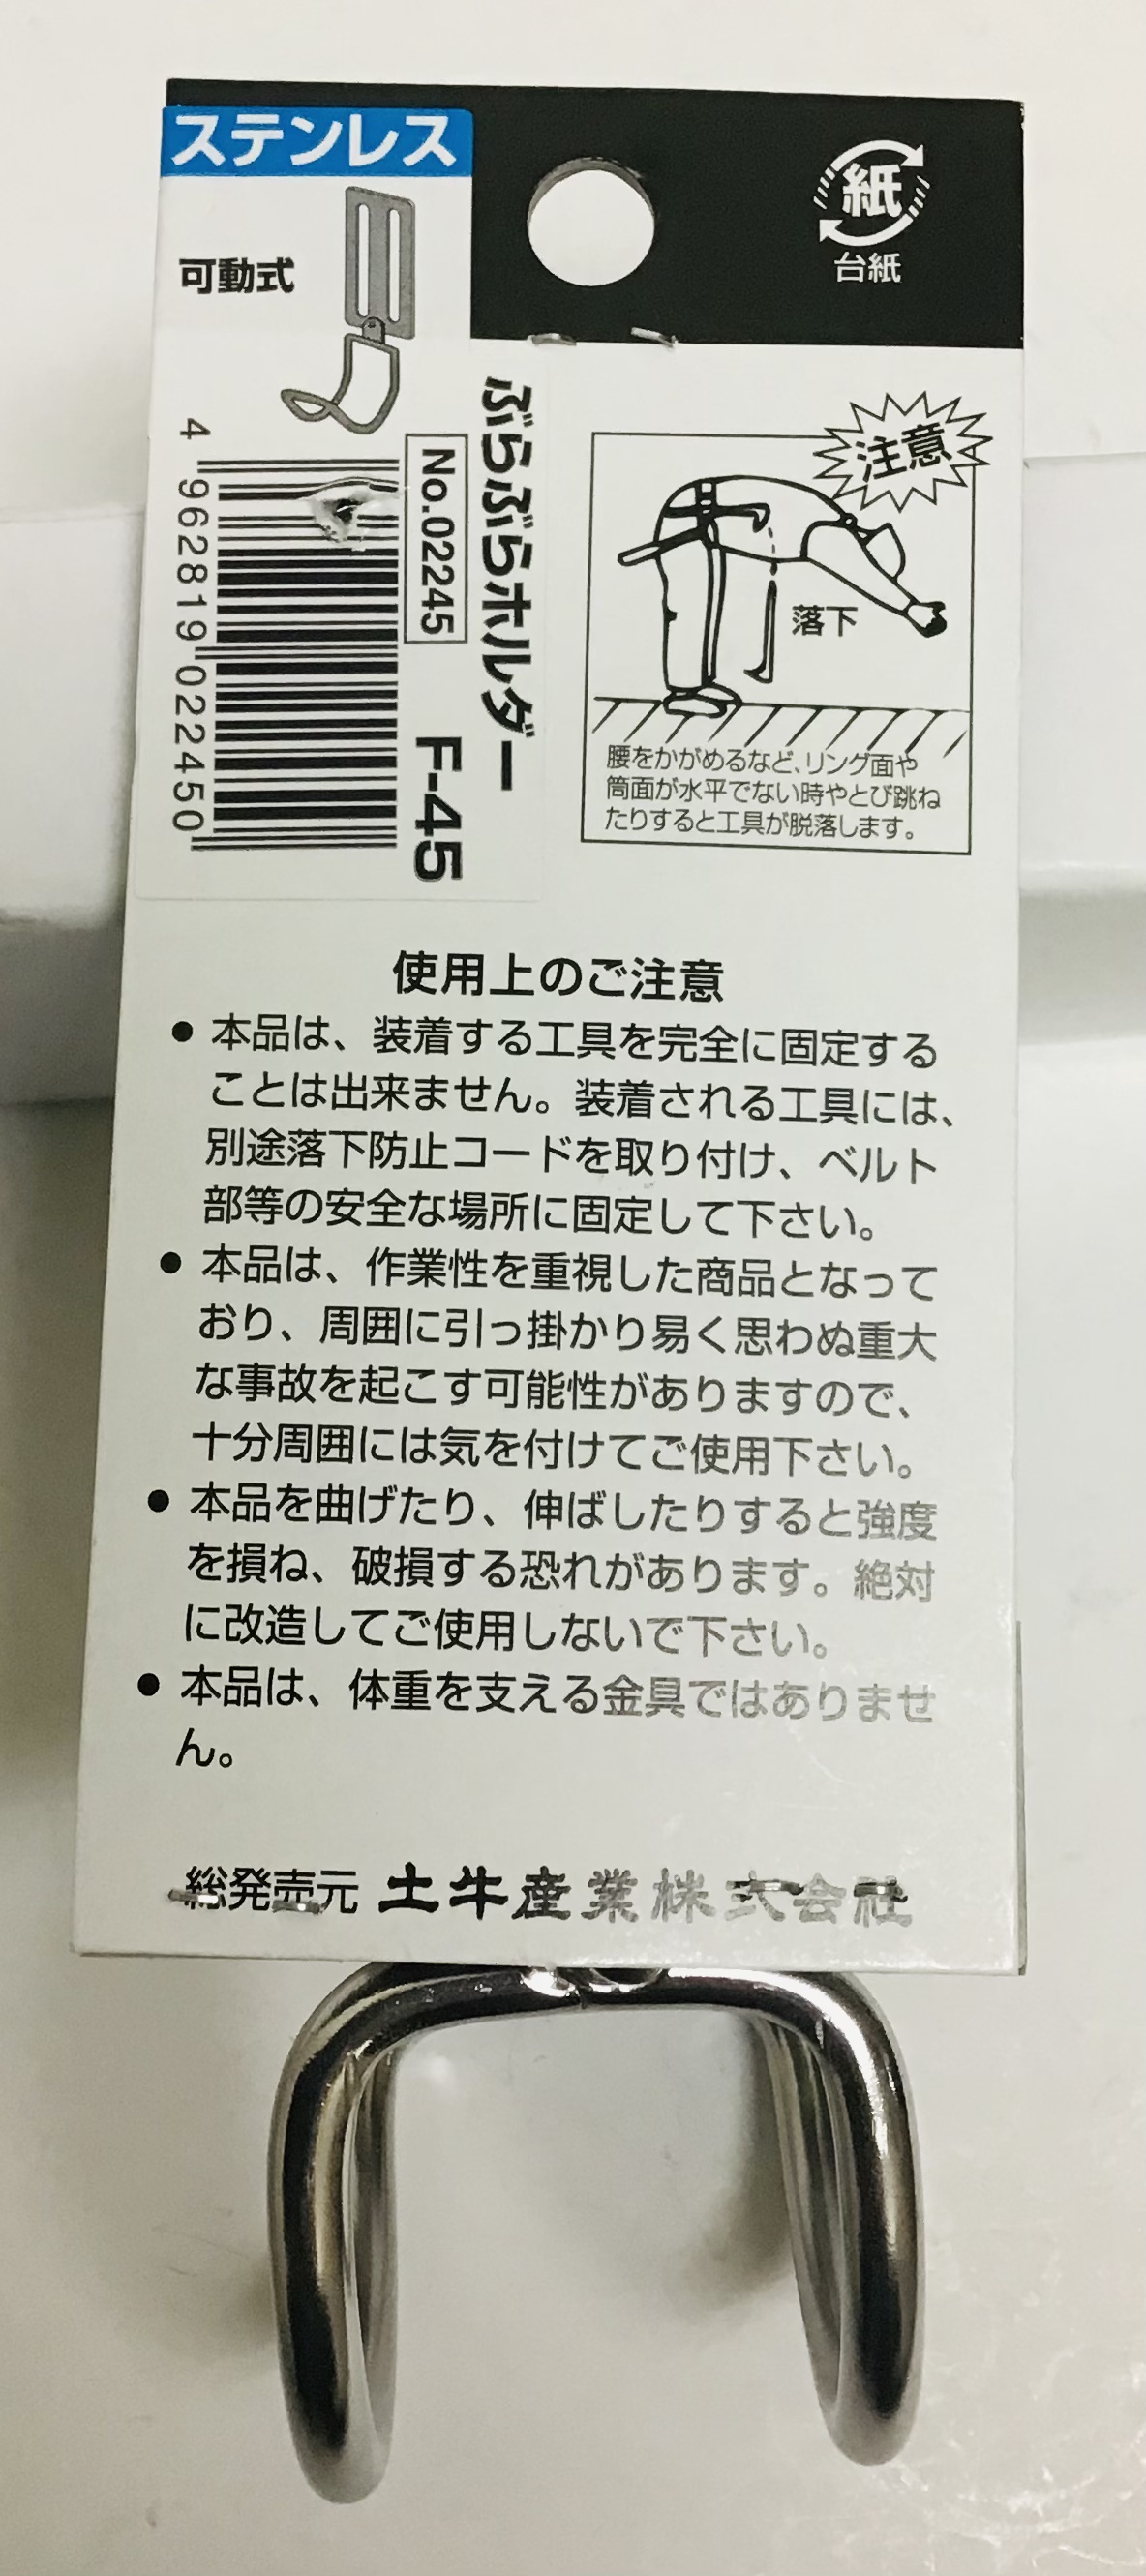 ステンレス
紙
台紙
可動式
ぶらぶらホルダー
No.02245
F-45
4 962819 022450
注意
落下
腰をかがめるなど、リング面や
筒面が水平でない時やとび跳ね
たりすると工具が脱落します。
使用上のご注意
● 本品は、装着する工具を完全に固定する
ことは出来ません。装着される工具には、
別途落下防止コードを取り付け、ベルト
部等の安全な場所に固定して下さい。
● 本品は、作業性を重視した商品となって
おり、周囲に引っ掛かり易く思わぬ重大
な事故を起こす可能性がありますので、
十分周囲には気を付けてご使用下さい。
● 本品を曲げたり、伸ばしたりすると強度
を損ね、破損する恐れがあります。絶対
に改造してご使用しないで下さい。
● 本品は、体重を支える金具ではありませ
ん。
総発売元 土牛産業株式会社